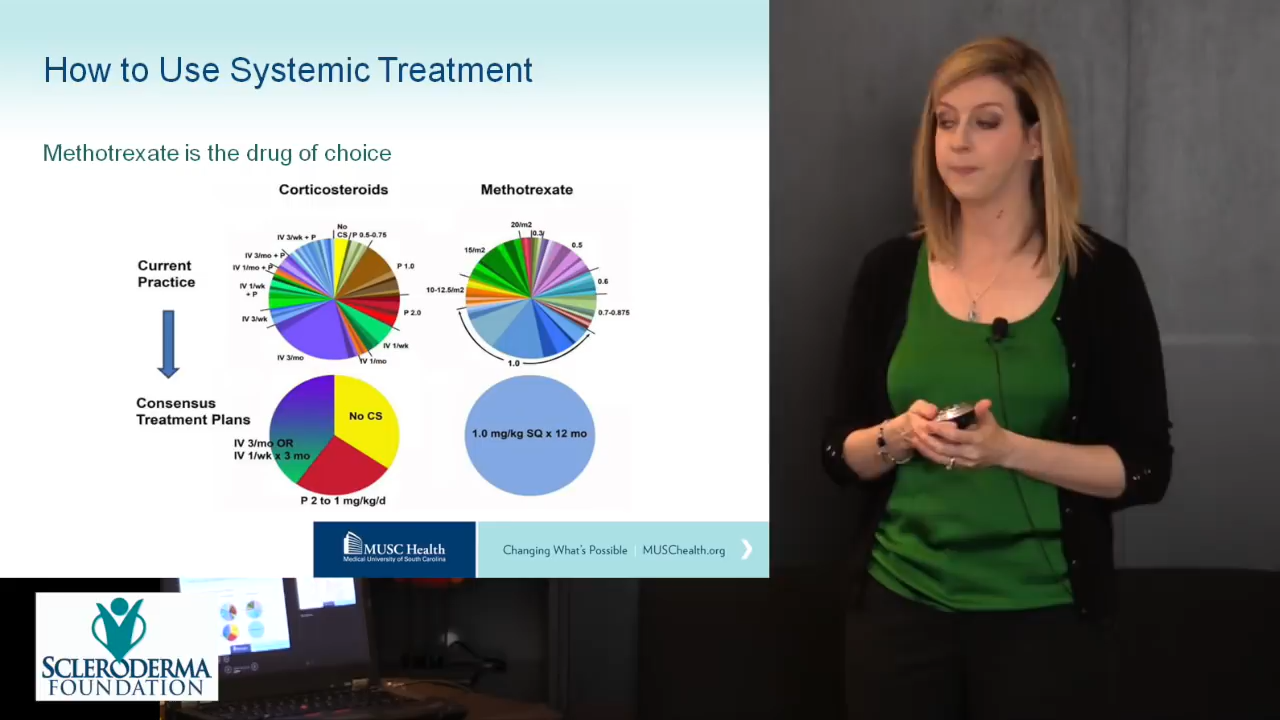 How to Use Systemic Treatment
Methotrexate is the drug of choice
Corticosteroids
Methotrexate
Current
Practice
No
CS
P 0.5-0.75
P 1.0
P 2.0
IV 1/wk
IV 1/mo
IV 3/mo
IV 3/wk
IV 1/wk
+ P
IV 1/mo + P
IV 3/mo + P
IV 3/wk + P
20/m2
0.3
0.5
0.6
0.7-0.875
1.0
10-12.5/m2
15/m2
Consensus
Treatment Plans
No CS
IV 3/mo OR
IV 1/wk x 3 mo
P 2 to 1 mg/kg/d
1.0 mg/kg SQ x 12 mo
MUSC Health
Medical University of South Carolina
Changing What's Possible | MUSChealth.org
SCLERODERMA
FOUNDATION